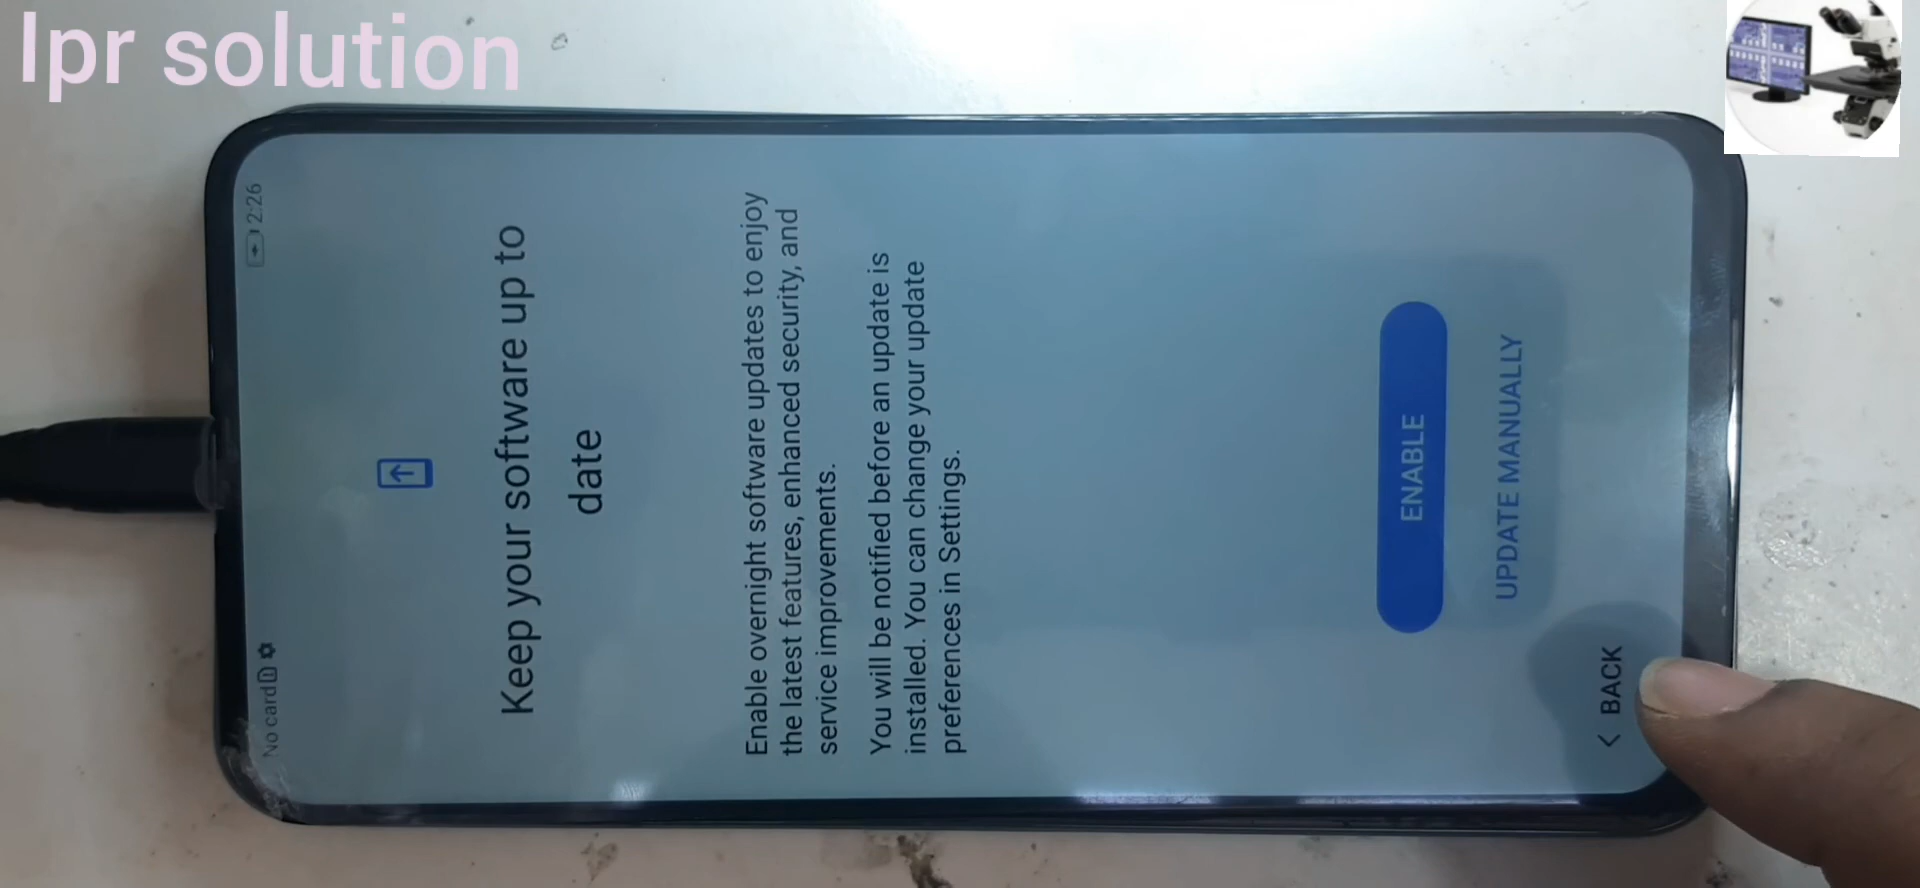 lpr solution
No card
2:26
Keep your software up to
date
Enable overnight software updates to enjoy
the latest features, enhanced security, and
service improvements.
You will be notified before an update is
installed. You can change your update
preferences in Settings.
ENABLE
UPDATE MANUALLY
< BACK